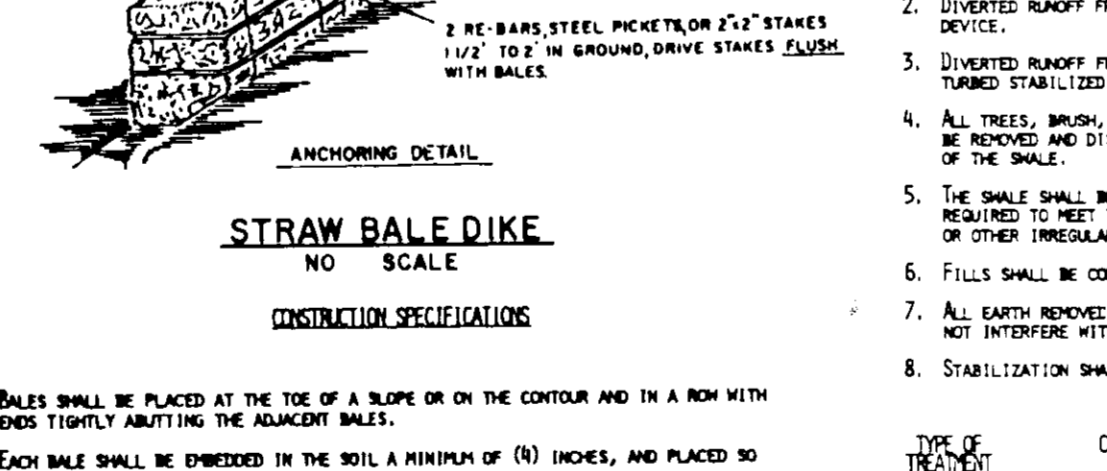 2 RE-BARS, STEEL PICKETS, OR 2"x2" STAKES
1 1/2' TO 2' IN GROUND, DRIVE STAKES FLUSH
WITH BALES.
ANCHORING DETAIL
STRAW BALE DIKE
NO SCALE
CONSTRUCTION SPECIFICATIONS
BALES SHALL BE PLACED AT THE TOE OF A SLOPE OR ON THE CONTOUR AND IN A ROW WITH
ENDS TIGHTLY ABUTTING THE ADJACENT BALES.
EACH BALE SHALL BE EMBEDDED IN THE SOIL A MINIMUM OF (4) INCHES, AND PLACED SO
2. DIVERTED RUNOFF
DEVICE.
3. DIVERTED RUNOFF
TURBED STABILIZED
4. ALL TREES, BRUSH,
BE REMOVED AND
OF THE SWALE.
5. THE SWALE SHALL
REQUIRED TO MEET
OR OTHER
6. FILLS SHALL BE
7. ALL EARTH REMOVED
NOT INTERFERE
8. STABILIZATION
TYPE OF
TREATMENT